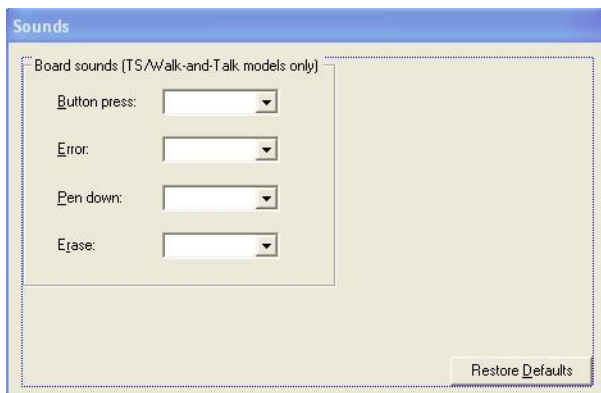 Sounds
Board sounds (TS/Walk-and-Talk models only)
Button press:
Error:
Pen down:
Erase:
Restore Defaults